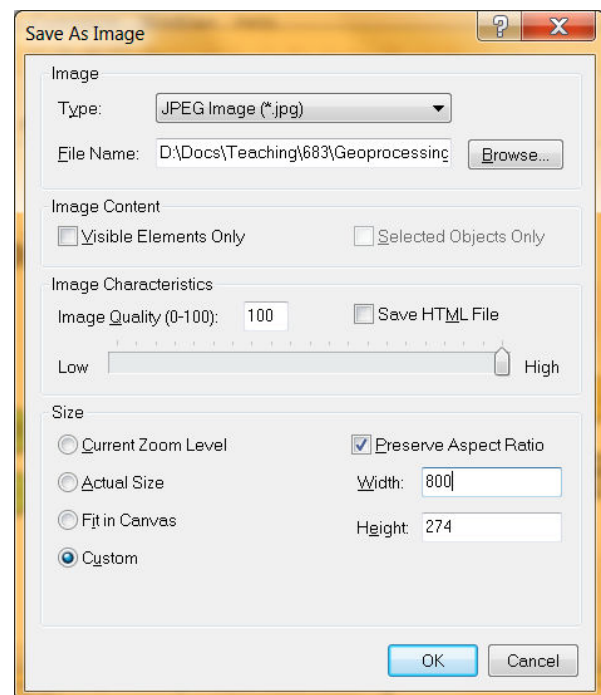 Save As Image
Image
Type: JPEG Image (*.jpg)
File Name: D:\Docs\Teaching\683\Geoprocessing Browse...
Image Content
Visible Elements Only Selected Objects Only
Image Characteristics
Image Quality (0-100): 100 Save HTML File
Low High
Size
Current Zoom Level Preserve Aspect Ratio
Actual Size Width: 800
Fit in Canvas Height: 274
Custom
OK Cancel